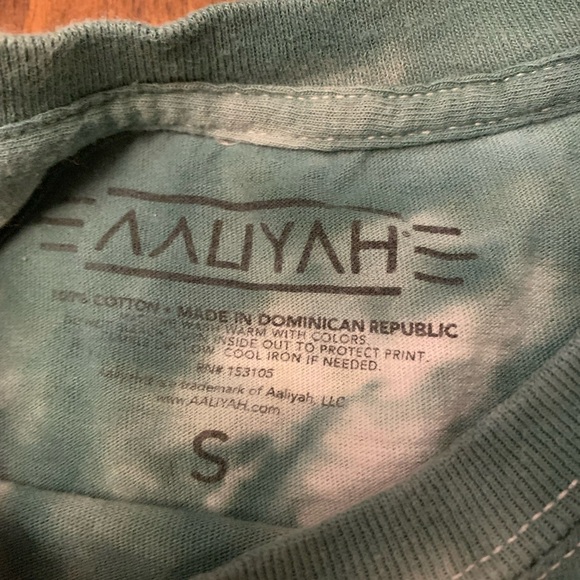 AALIYAH
100% COTTON • MADE IN DOMINICAN REPUBLIC
WASH WARM WITH COLORS.
INSIDE OUT TO PROTECT PRINT.
COOL IRON IF NEEDED.
RN# 153105
is a trademark of Aaliyah, LLC
www.AALIYAH.com
S